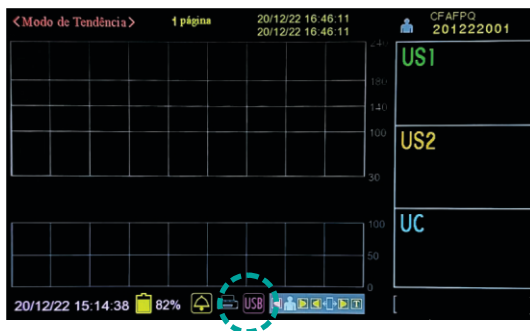 <Modo de Tendência> 1 página 20/12/22 16:46:11
20/12/22 16:46:11
CFAFPQ
201222001
240
180
140
100
30
100
50
0
US1
US2
UC
20/12/22 15:14:38 82% USB T